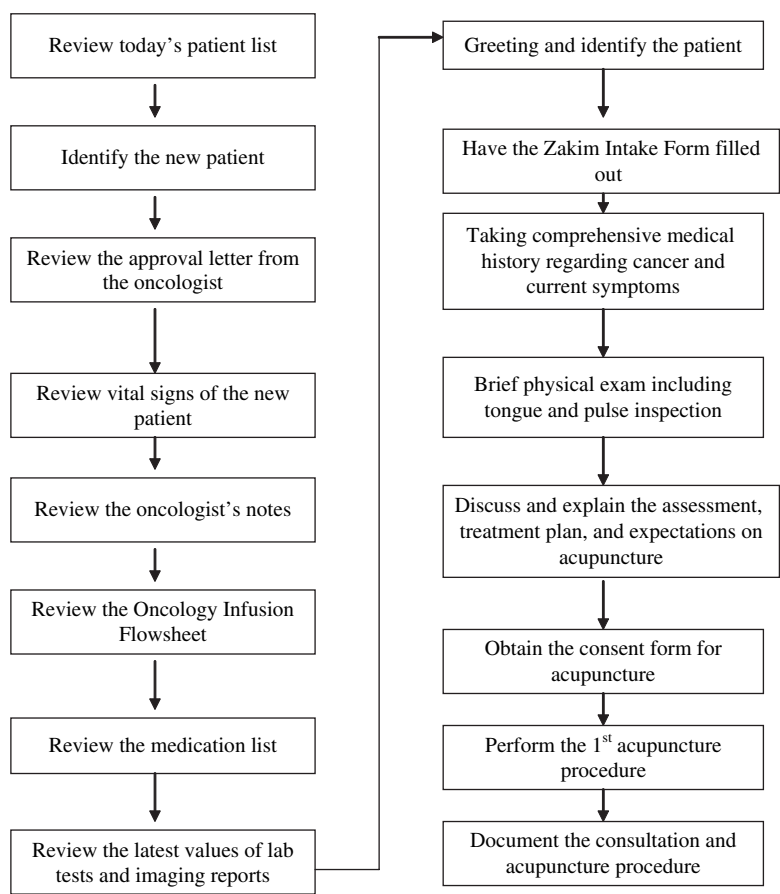 Review today’s patient list
Identify the new patient
Review the approval letter from
the oncologist
Review vital signs of the new
patient
Review the oncologist’s notes
Review the Oncology Infusion
Flowsheet
Review the medication list
Review the latest values of lab
tests and imaging reports
Greeting and identify the patient
Have the Zakim Intake Form filled
out
Taking comprehensive medical
history regarding cancer and
current symptoms
Brief physical exam including
tongue and pulse inspection
Discuss and explain the assessment,
treatment plan, and expectations on
acupuncture
Obtain the consent form for
acupuncture
Perform the 1st acupuncture
procedure
Document the consultation and
acupuncture procedure